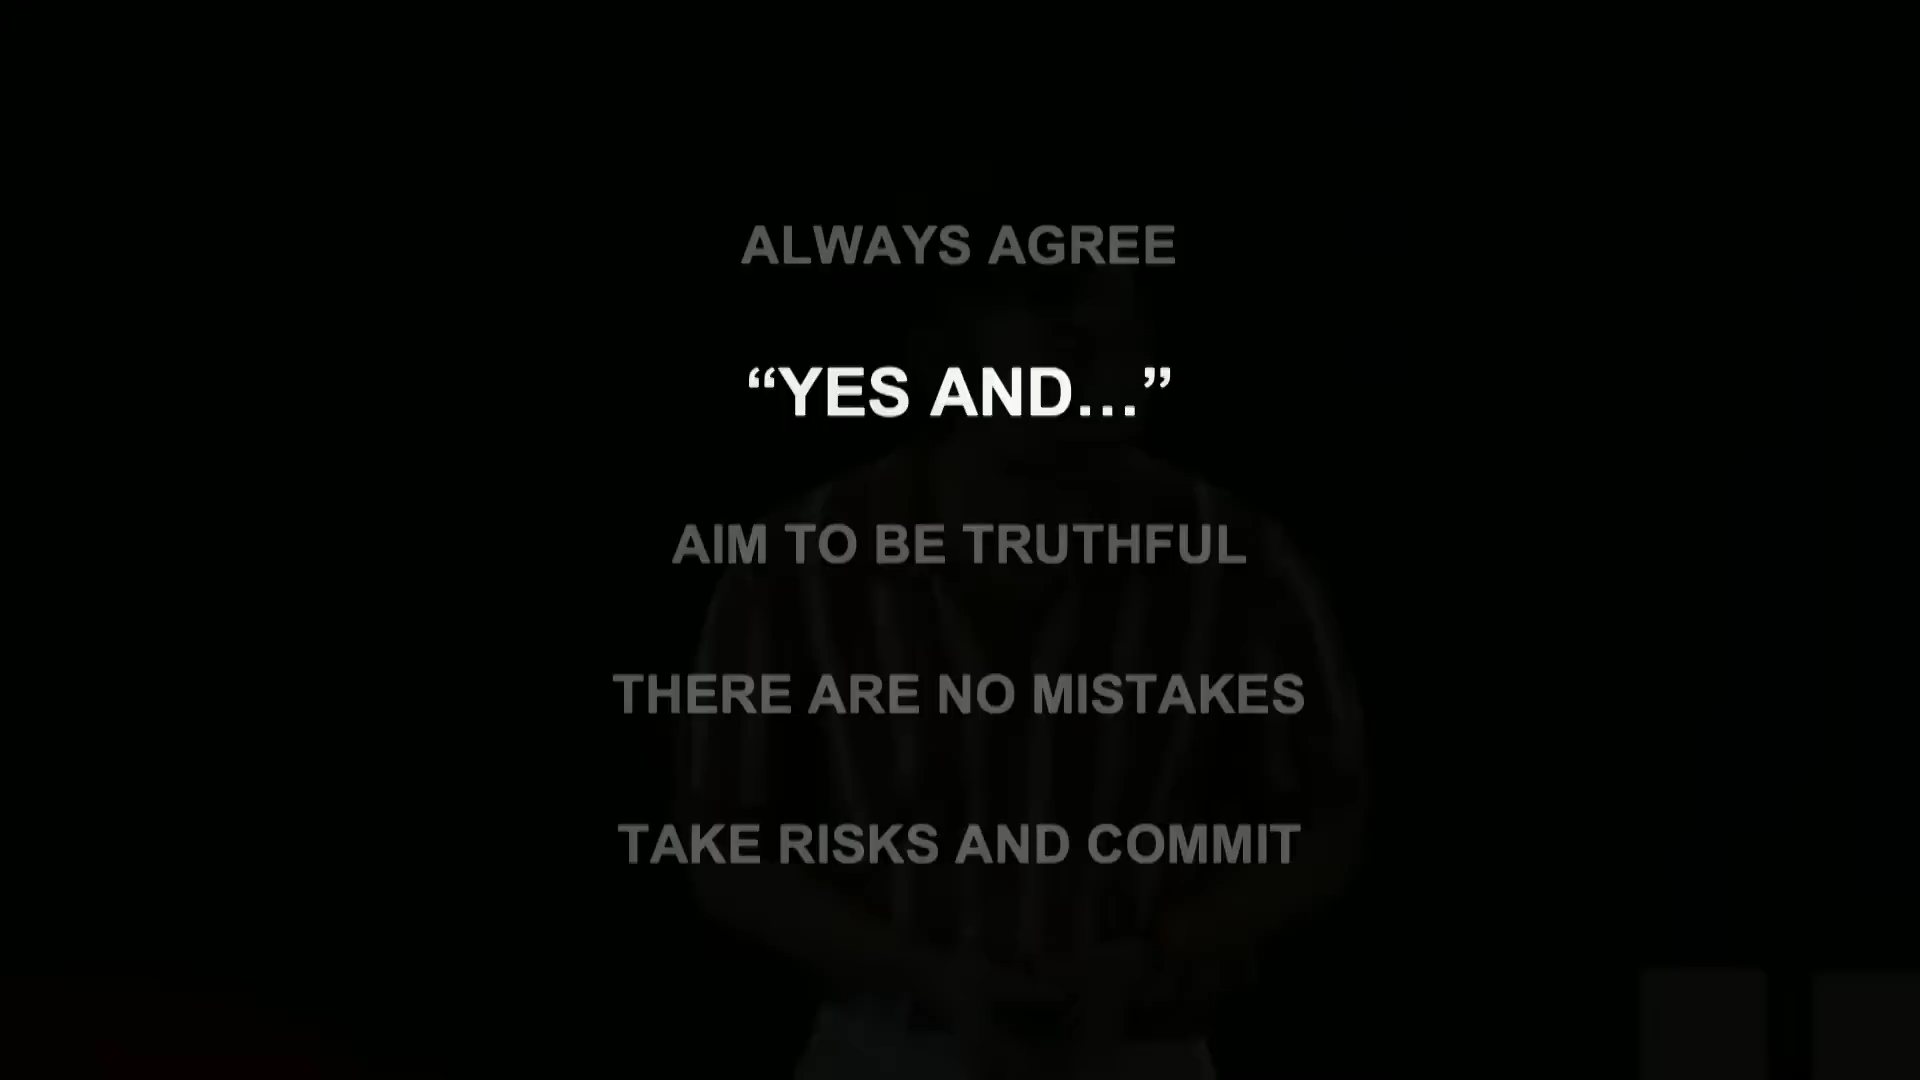 ALWAYS AGREE
“YES AND...”
AIM TO BE TRUTHFUL
THERE ARE NO MISTAKES
TAKE RISKS AND COMMIT